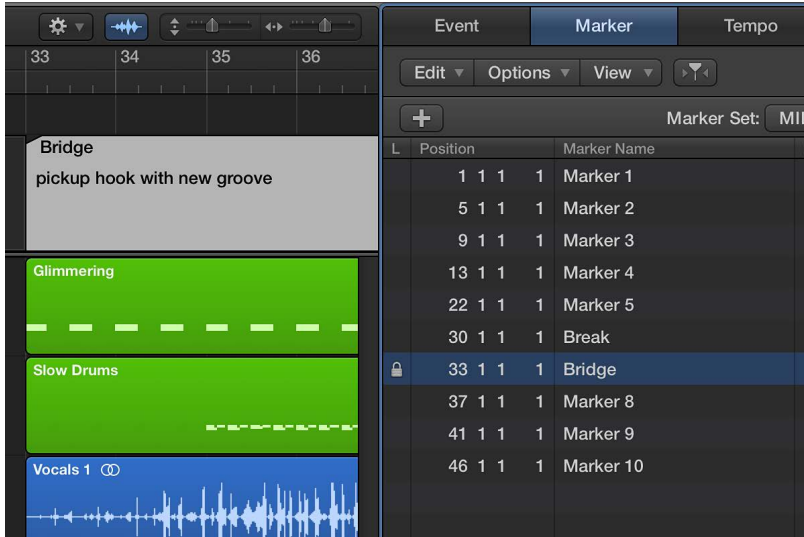 33 34 35 36
Bridge
pickup hook with new groove
Glimmering
Slow Drums
Vocals 1
Event Marker Tempo
Edit Options View
Marker Set: MI
L Position Marker Name
1 1 1 1 Marker 1
5 1 1 1 Marker 2
9 1 1 1 Marker 3
13 1 1 1 Marker 4
22 1 1 1 Marker 5
30 1 1 1 Break
33 1 1 1 Bridge
37 1 1 1 Marker 8
41 1 1 1 Marker 9
46 1 1 1 Marker 10